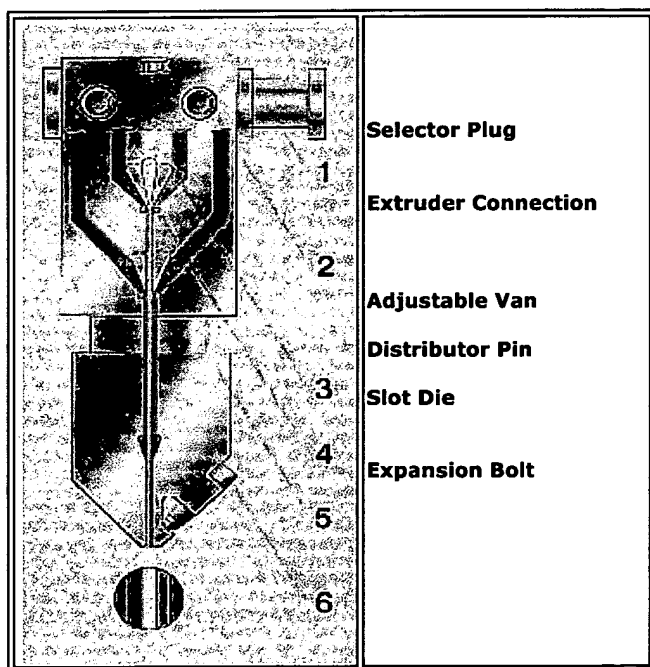 Selector Plug
1
Extruder Connection
2
Adjustable Van
Distributor Pin
3
Slot Die
4
Expansion Bolt
5
6